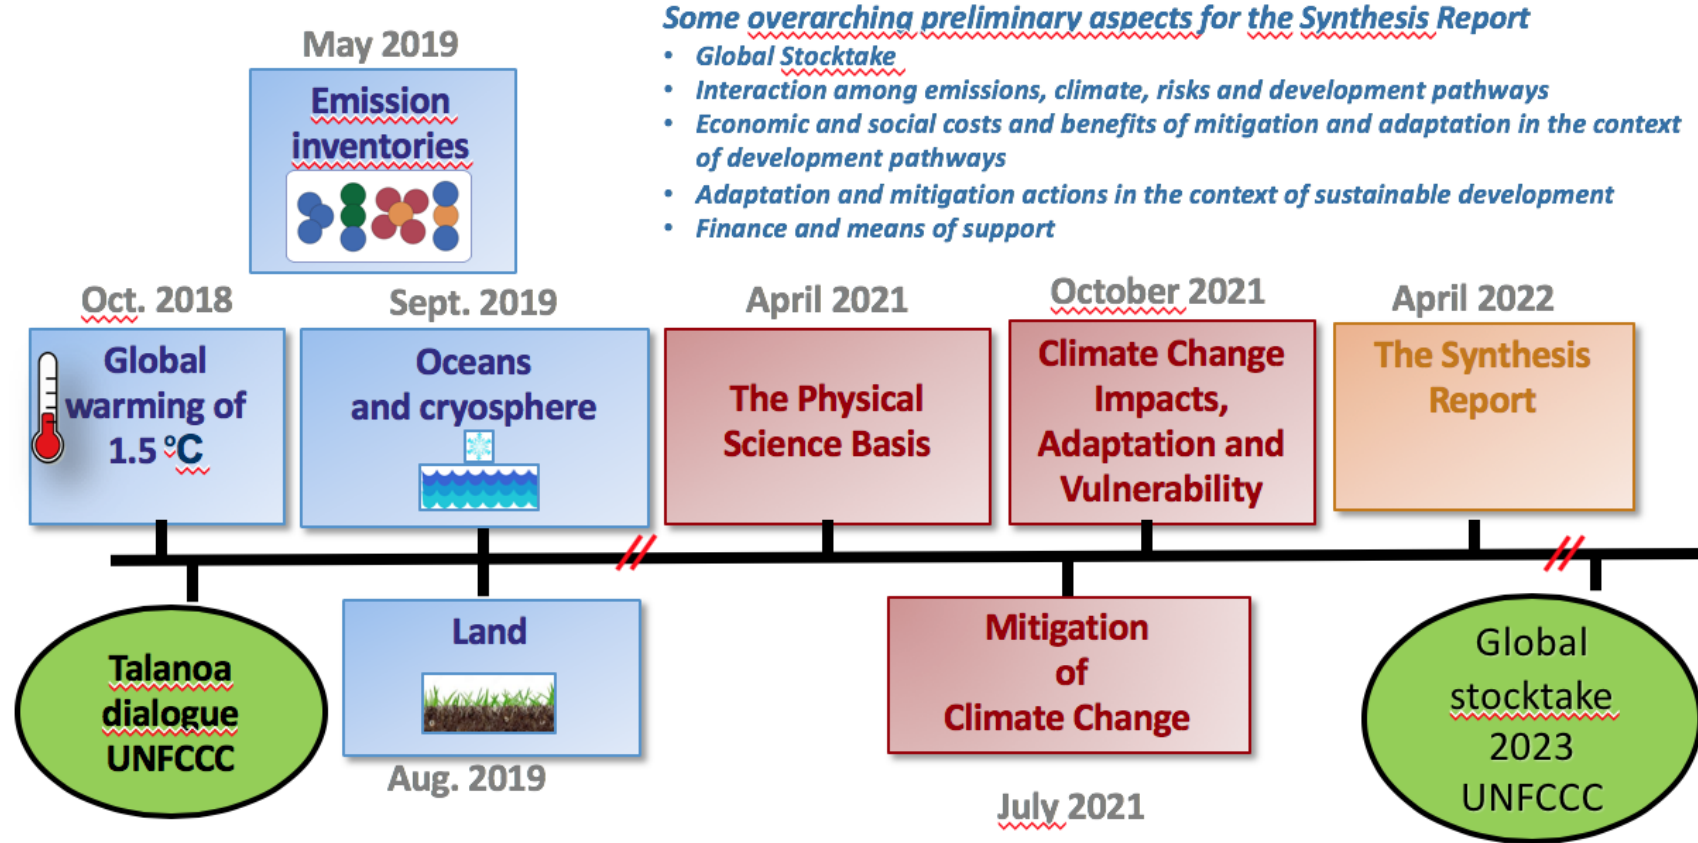 Some overarching preliminary aspects for the Synthesis Report
• Global Stocktake
• Interaction among emissions, climate, risks and development pathways
• Economic and social costs and benefits of mitigation and adaptation in the context
of development pathways
• Adaptation and mitigation actions in the context of sustainable development
• Finance and means of support
May 2019
Emission
inventories
Oct. 2018
Global
warming of
1.5 °C
Sept. 2019
Oceans
and cryosphere
April 2021
The Physical
Science Basis
October 2021
Climate Change
Impacts,
Adaptation and
Vulnerability
April 2022
The Synthesis
Report
Talanoa
dialogue
UNFCCC
Land
Aug. 2019
Mitigation
of
Climate Change
July 2021
Global
stocktake
2023
UNFCCC